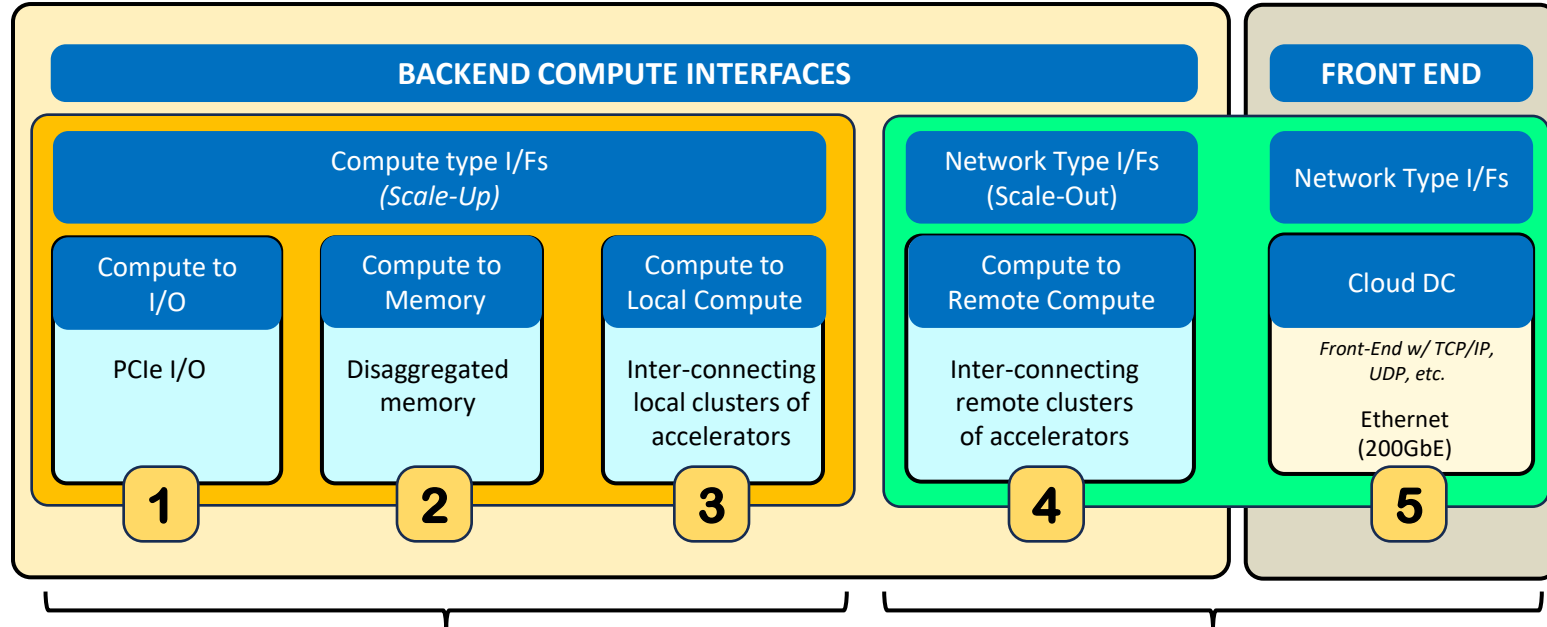 BACKEND COMPUTE INTERFACES
FRONT END
Compute type I/Fs
(Scale-Up)
Network Type I/Fs
(Scale-Out)
Network Type I/Fs
Compute to
I/O
PCIe I/O
1
Compute to
Memory
Disaggregated
memory
2
Compute to
Local Compute
Inter-connecting
local clusters of
accelerators
3
Compute to
Remote Compute
Inter-connecting
remote clusters
of accelerators
4
Cloud DC
Front-End w/ TCP/IP,
UDP, etc.
Ethernet
(200GbE)
5